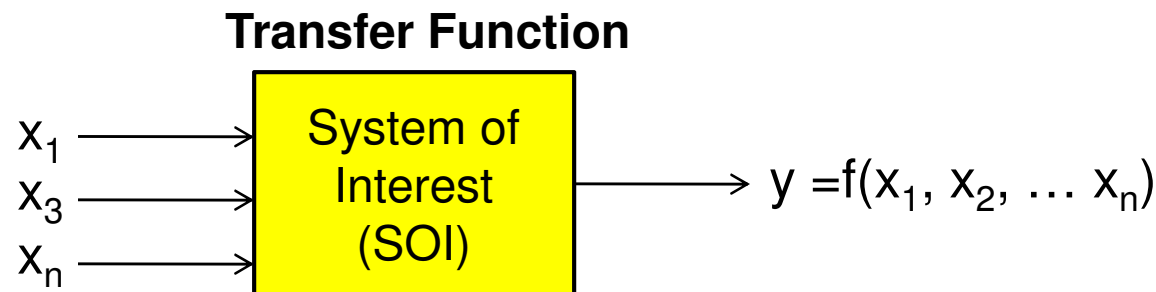 Transfer Function
x₁
x₃
xₙ
System of
Interest
(SOI)
y =f(x₁, x₂, … xₙ)